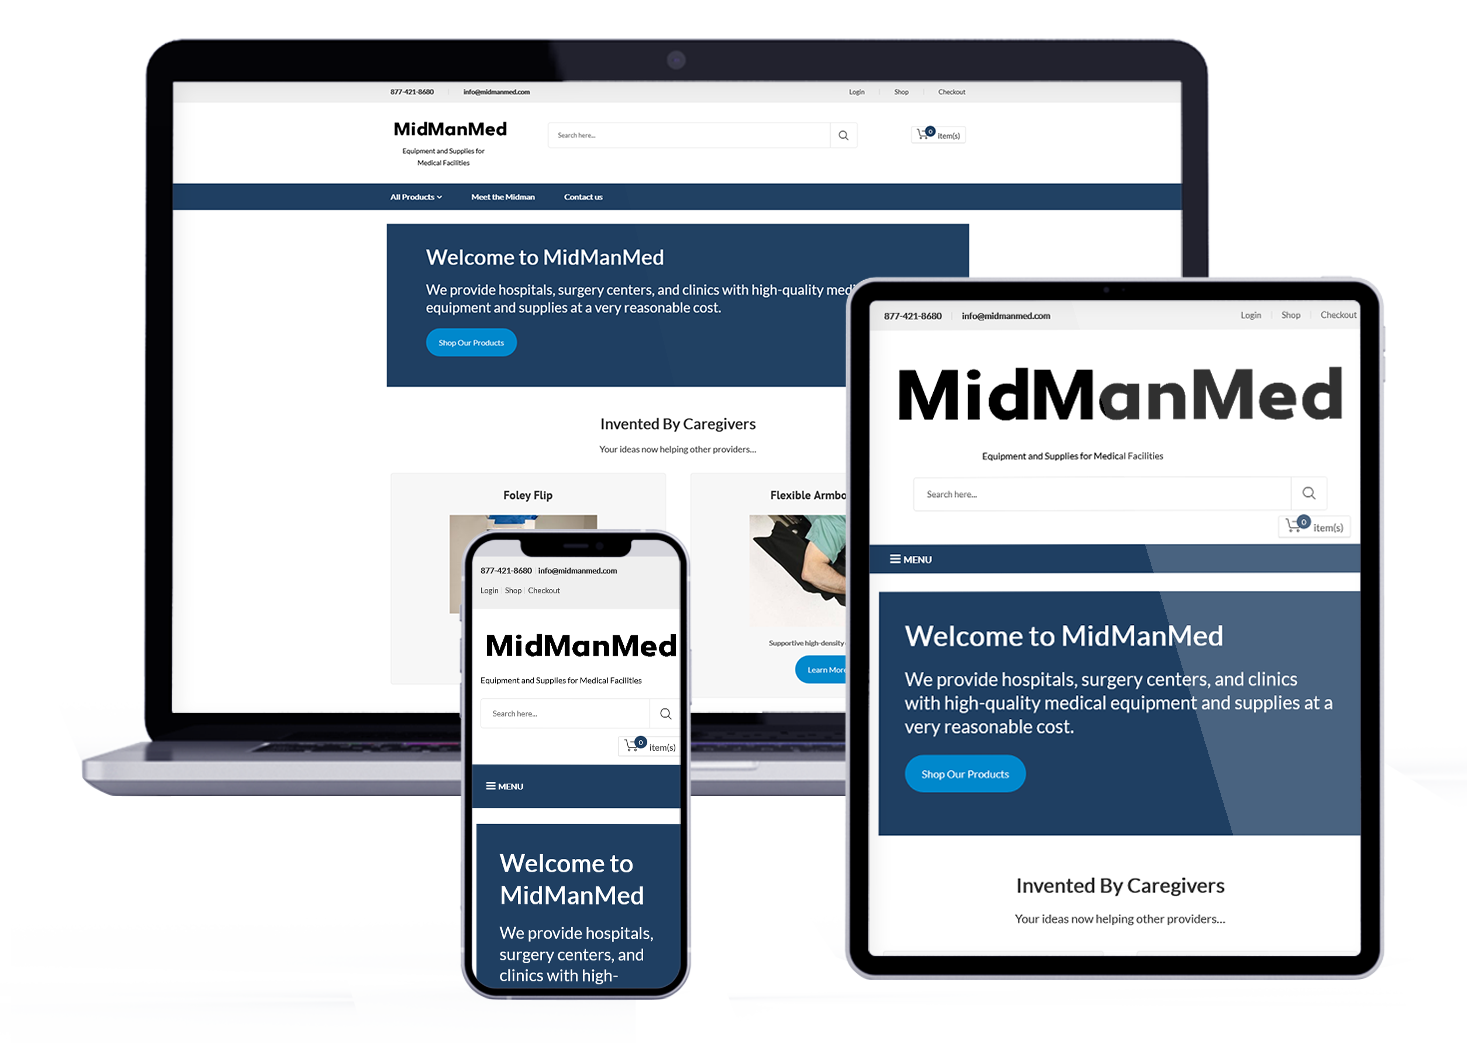 877-421-8680 info@midmanmed.com Login Shop Checkout
MidManMed
Equipment and Supplies for
Medical Facilities
Search here...
0 item(s)
All Products Meet the Midman Contact us
Welcome to MidManMed
We provide hospitals, surgery centers, and clinics with high-quality
equipment and supplies at a very reasonable cost.
Shop Our Products
Invented By Caregivers
Your ideas now helping other providers...
Foley Flip
Flexible
Supportive high-density
Learn
877-421-8680 info@midmanmed.com
Login Shop Checkout
MidManMed
Equipment and Supplies for Medical Facilities
Search here...
0 item(s)
MENU
Welcome to
MidManMed
We provide hospitals,
surgery centers, and
clinics with high-
877-421-8680 info@midmanmed.com Login Shop Checkout
MidManMed
Equipment and Supplies for Medical Facilities
Search here...
0 item(s)
MENU
Welcome to MidManMed
We provide hospitals, surgery centers, and clinics
with high-quality medical equipment and supplies at a
very reasonable cost.
Shop Our Products
Invented By Caregivers
Your ideas now helping other providers...